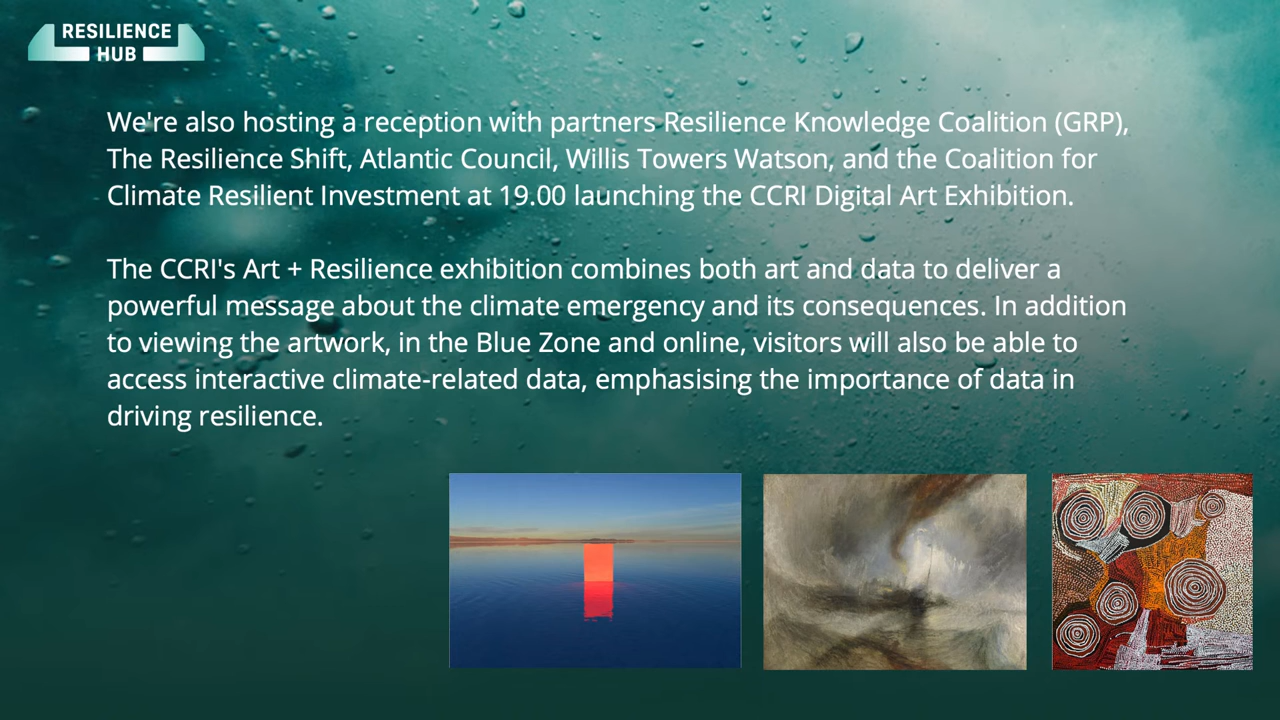 RESILIENCE
HUB
We're also hosting a reception with partners Resilience Knowledge Coalition (GRP),
The Resilience Shift, Atlantic Council, Willis Towers Watson, and the Coalition for
Climate Resilient Investment at 19.00 launching the CCRI Digital Art Exhibition.
The CCRI's Art + Resilience exhibition combines both art and data to deliver a
powerful message about the climate emergency and its consequences. In addition
to viewing the artwork, in the Blue Zone and online, visitors will also be able to
access interactive climate-related data, emphasising the importance of data in
driving resilience.